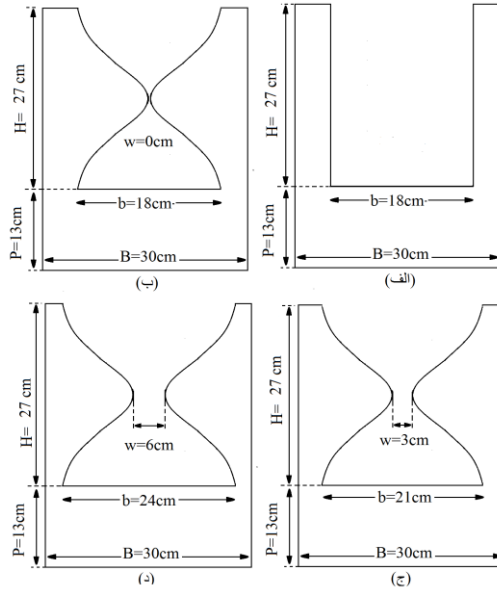 H= 27 cm
P=13cm
b=18cm
B=30cm
(الف)
H= 27 cm
P=13cm
w=0cm
b=18cm
B=30cm
(ب)
H= 27 cm
P=13cm
w=3cm
b=21cm
B=30cm
(ج)
H= 27 cm
P=13cm
w=6cm
b=24cm
B=30cm
(د)